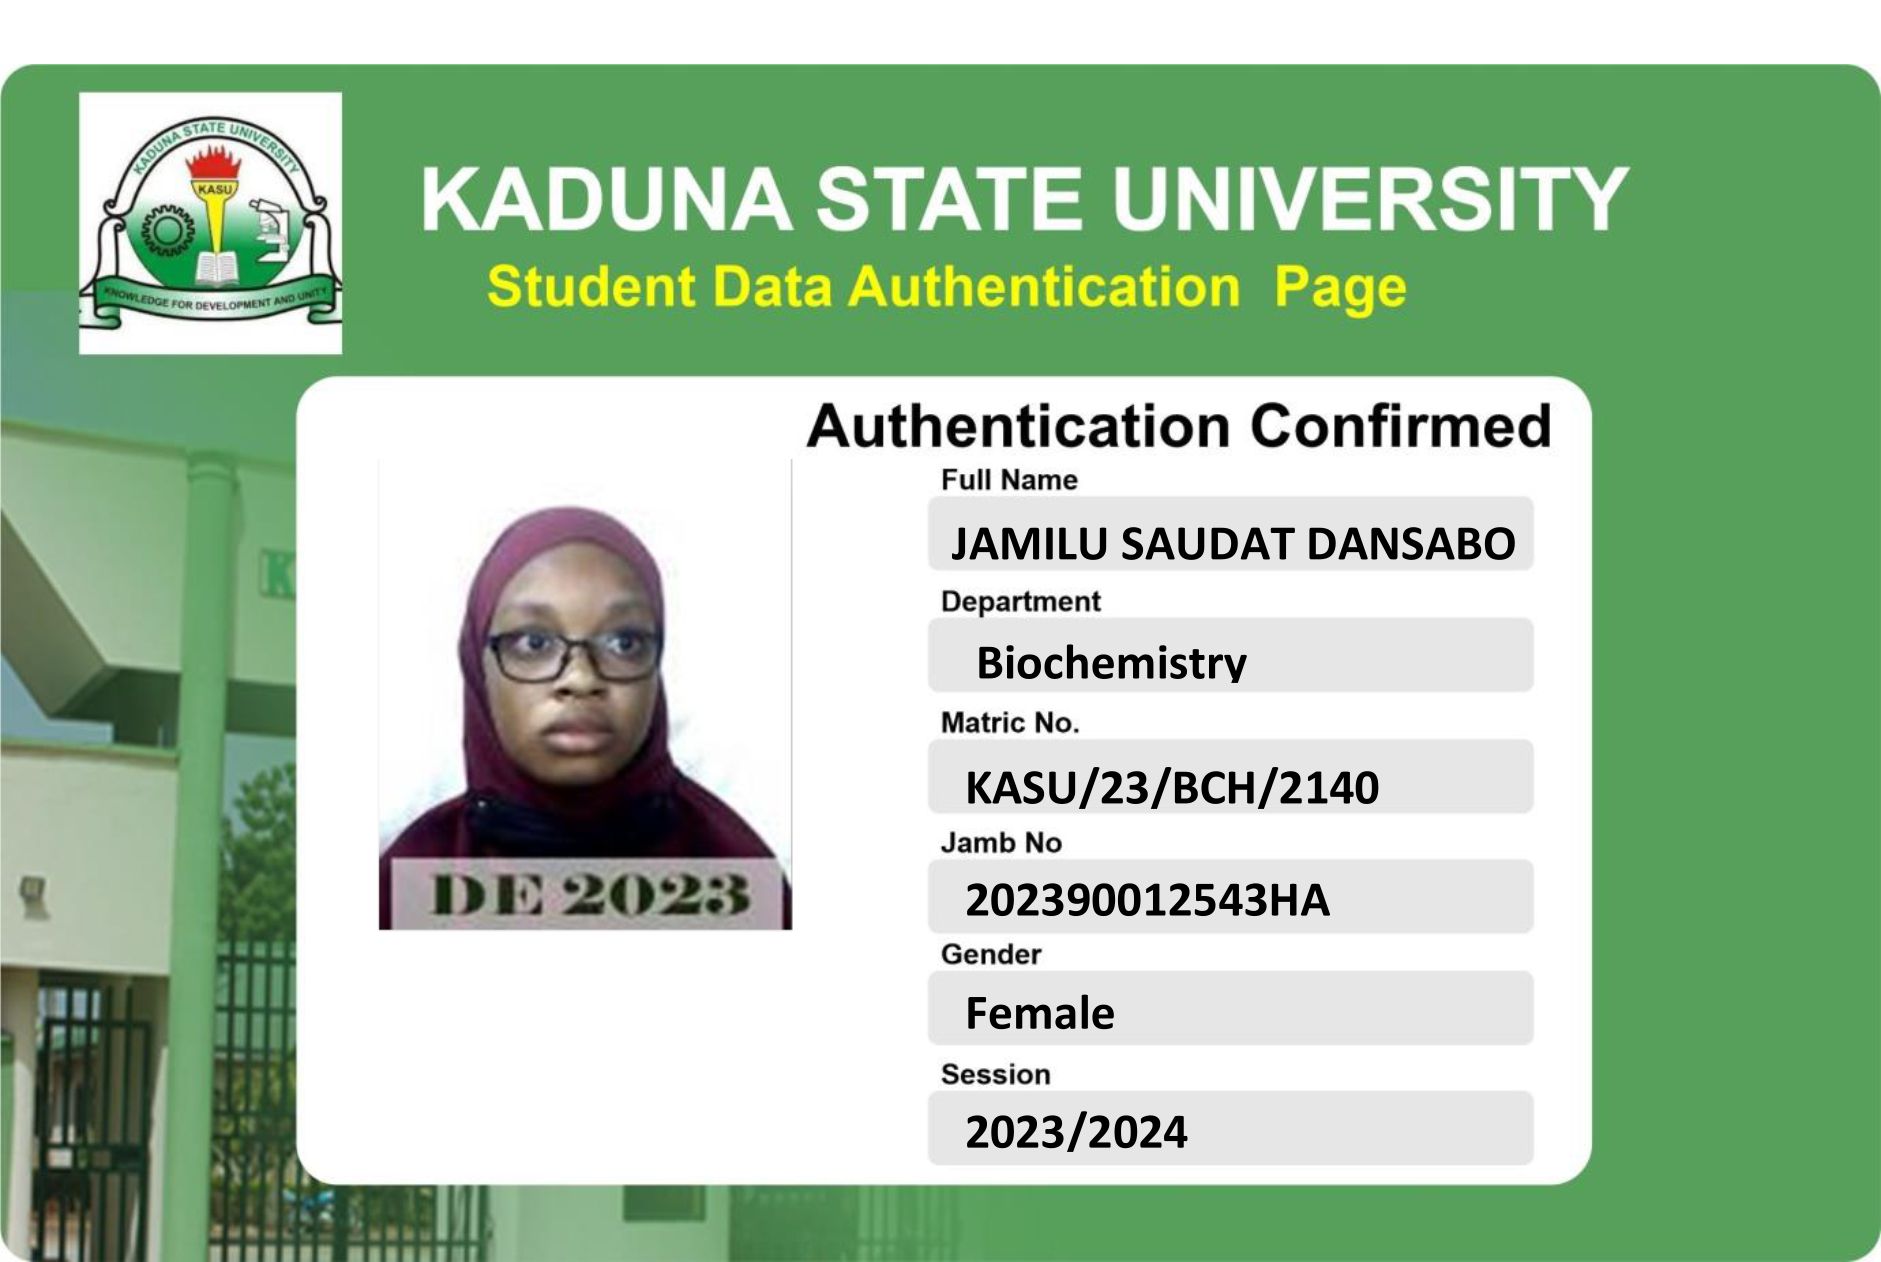 KADUNA STATE UNIVERSITY
KASU
KNOWLEDGE FOR DEVELOPMENT AND UNITY
KADUNA STATE UNIVERSITY
Student Data Authentication Page
Authentication Confirmed
Full Name
JAMILU SAUDAT DANSABO
Department
Biochemistry
Matric No.
KASU/23/BCH/2140
Jamb No
202390012543HA
Gender
Female
Session
2023/2024
DE 2023
K